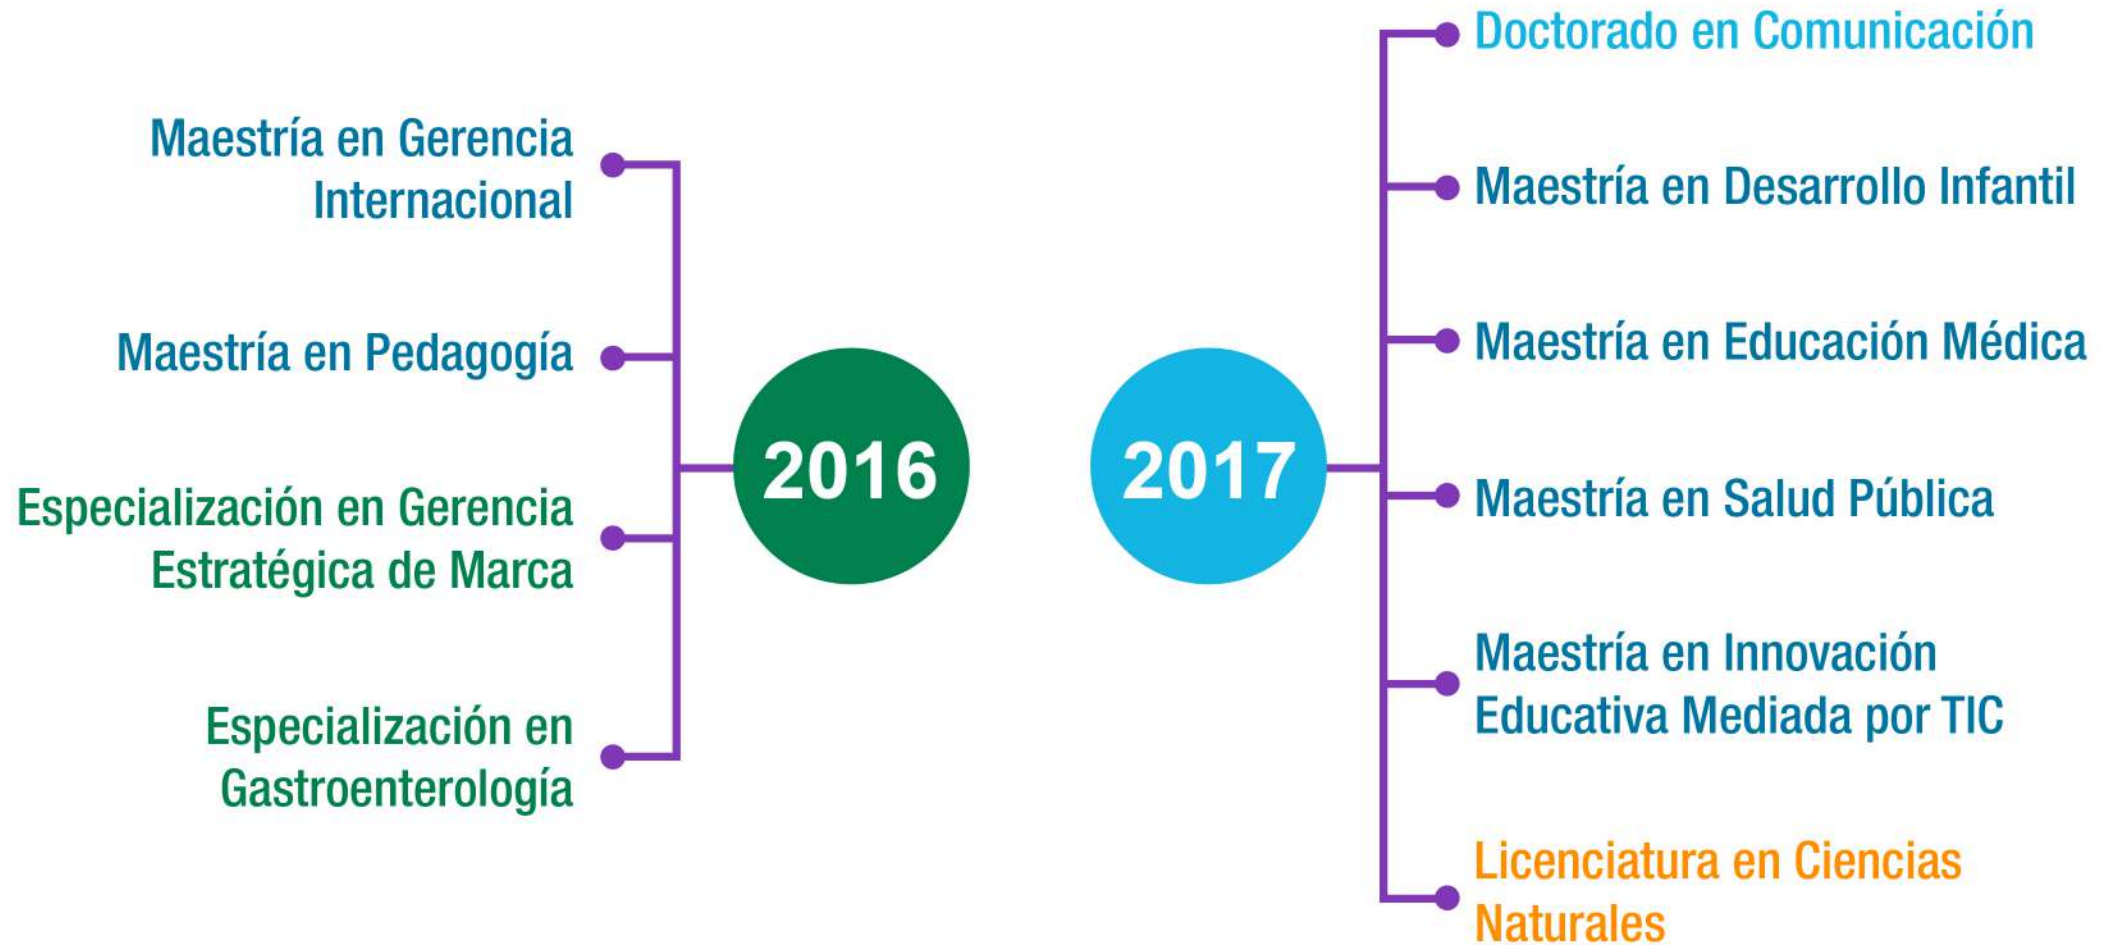 Maestría en Gerencia
Internacional
Maestría en Pedagogía
Especialización en Gerencia
Estratégica de Marca
Especialización en
Gastroenterología
2016
2017
Doctorado en Comunicación
Maestría en Desarrollo Infantil
Maestría en Educación Médica
Maestría en Salud Pública
Maestría en Innovación
Educativa Mediada por TIC
Licenciatura en Ciencias
Naturales